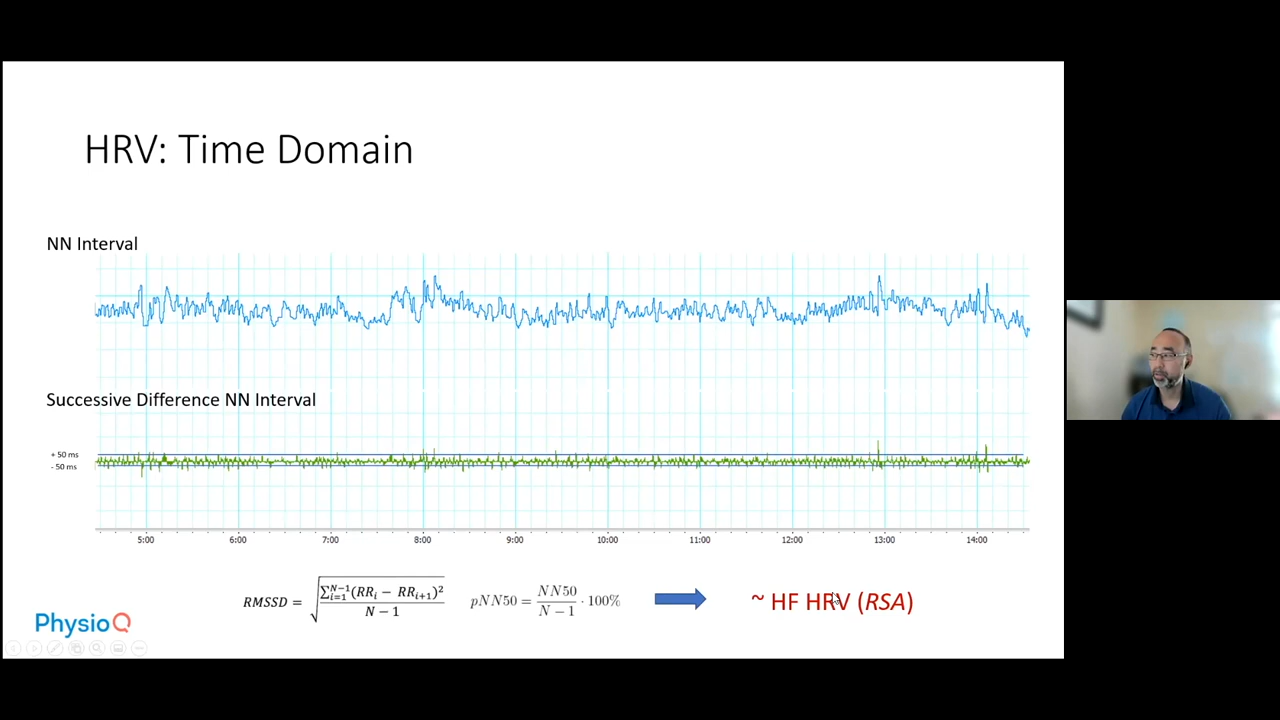 HRV: Time Domain
NN Interval
Successive Difference NN Interval
+ 50 ms
- 50 ms
5:00 6:00 7:00 8:00 9:00 10:00 11:00 12:00 13:00 14:00
RMSSD = √(∑_{i=1}^{N−1}(RR_i − RR_{i+1})²/(N − 1)) pNN50 = NN50/(N − 1) · 100% ~ HF HRV (RSA)
PhysioQ